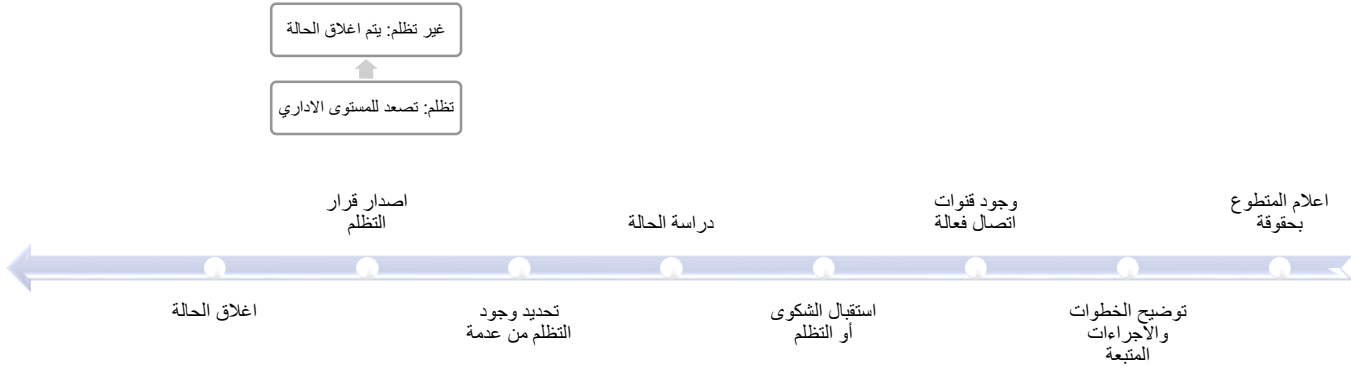 غير تظلم: يتم اغلاق الحالة
تظلم: تصعد للمستوى الاداري
اعلام المتطوع
بحقوقة
توضيح الخطوات
والاجراءات
المتبعة
وجود قنوات
اتصال فعالة
استقبال الشكوى
أو التظلم
دراسة الحالة
تحديد وجود
التظلم من عدمة
اصدار قرار
التظلم
اغلاق الحالة